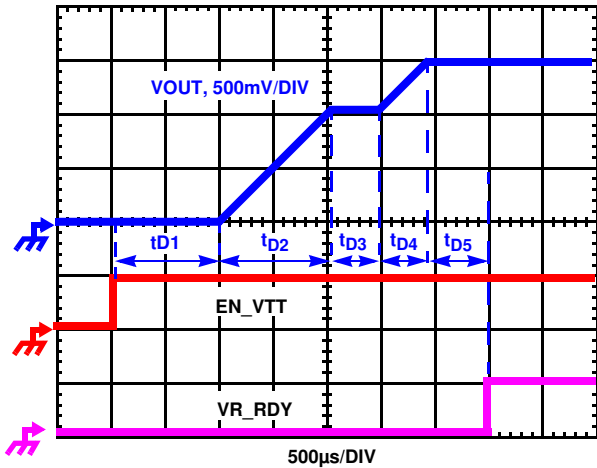 VOUT, 500mV/DIV
tD1 tD2 tD3 tD4 tD5
EN_VTT
VR_RDY
500µs/DIV